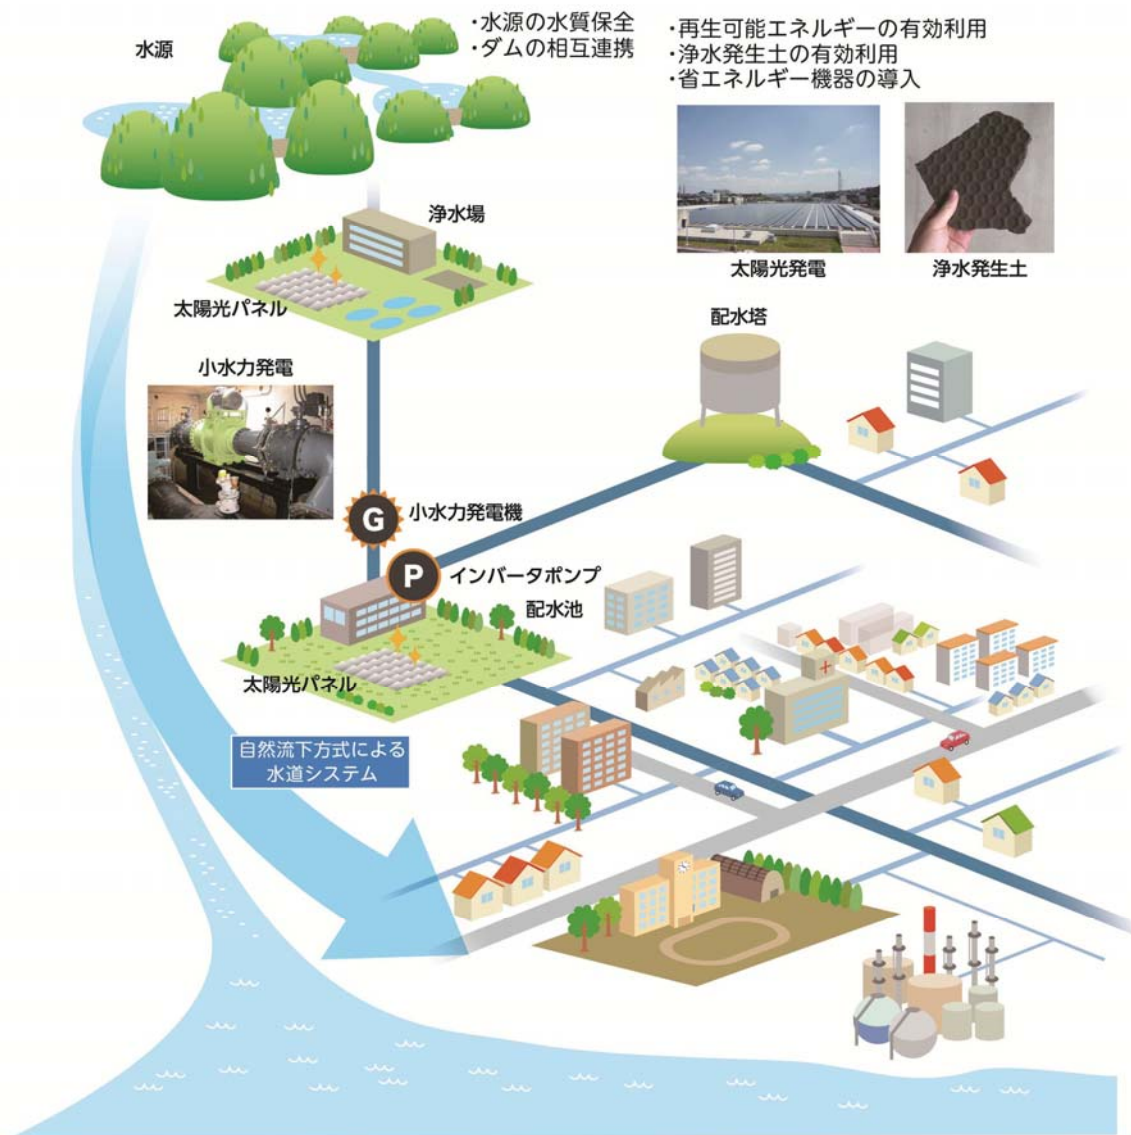 水源
・水源の水質保全
・ダムの相互連携
・再生可能エネルギーの有効利用
・浄水発生土の有効利用
・省エネルギー機器の導入
浄水場
太陽光発電
浄水発生土
太陽光パネル
配水塔
小水力発電
G
小水力発電機
P
インバータポンプ
配水池
太陽光パネル
自然流下方式による
水道システム